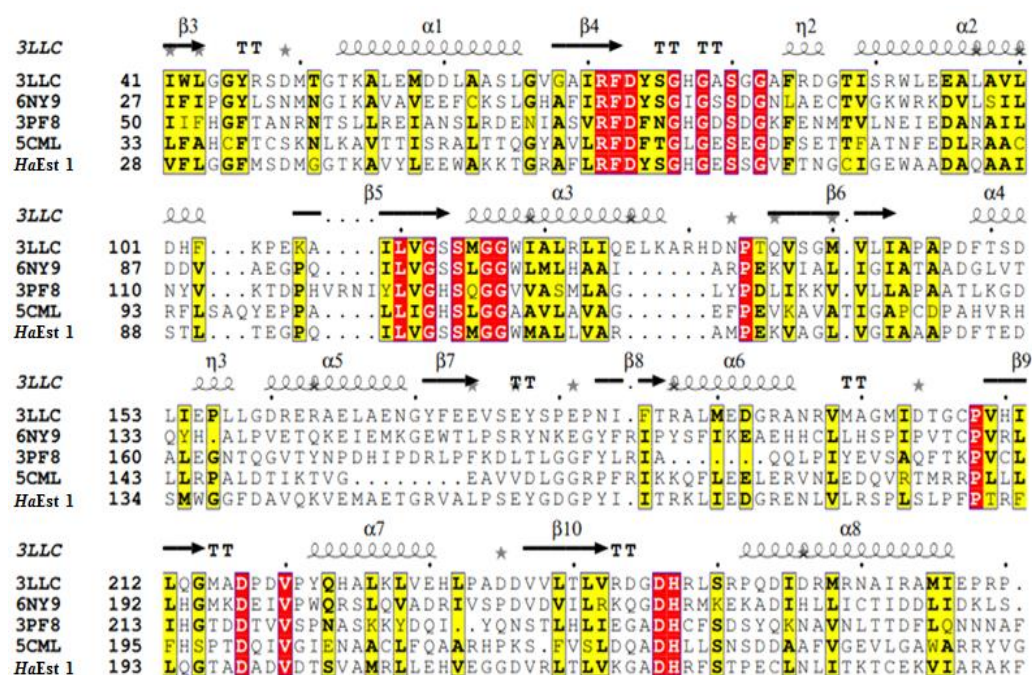 β3 α1 β4 η2 α2
3LLC TT TT TT
3LLC 41 IWLGGYRSDMTGTKALEMDDLAASLGVGAIRFDYSGHGASGGAFRDGTISRWLEEALAVL
6NY9 27 IFIPGYLSNMNGIKAVAVEEFCKSLGHAFIRFDYSGIGSSDGNLAECTVGKWRKDVLSIL
3PF8 50 IIFHGFTANRNTSLLREIANSLRDENIASVRFDFNGHGDSDGKFENMTVLNEIEDANAIL
5CML 33 LFAHCFTCSKNLKAVTTISRALTTQGYAVLRFDFTGLGESEGDFSETTFATNFEDLRAAC
HaEst 1 28 VFLGGFMSDMGGTKAVYLEEWAKKTGRAFLRFDYSGHGESSGVFTNGCIGEWAADAQAAI
β5 α3 β6 α4
3LLC
3LLC 101 DHF...KPEKA.....ILVGSSMGGWIALRLIQELKARHDNPTQVSGM.VLIAPAPDFTSD
6NY9 87 DDV...AEGPQ.....ILVGSSLGGWLMLHAAI.......ARPEKVIAL.IGIATAADGLVT
3PF8 110 NYV...KTDPHVRNIYLVGHSQGGVVASMLAG.......LYPDLIKKV.VLLAPAATLKGD
5CML 93 RFLSAQYEPPA.....LLIGHSLGGAAVLAVAS.......EFPEVKAVATIGAPCDPAHVRH
HaEst 1 88 STL...TEGPQ.....ILVGSSMGGWMALLVAR.......AMPEKVAGL.VGIAAAPDFTED
η3 α5 β7 β8 α6 β9
3LLC TT TT
3LLC 153 LIEPLLGDRERAELAENGYFEEVSEYSPEPNI.FTRALMEDGRANRVMAGMIDTGCPVHI
6NY9 133 QYH.ALPVETQKEIEMKGEWTLPSRYNKEGYFRIPYSFIKEAEHHCLLHSPIPVTCPVRL
3PF8 160 ALEGNTQGVTYNPDHIPDRLPFKDLTLGGFYLRIA....QQLPIYEVSAQFTKPVCL
5CML 143 LLRPALDEIKTVG........EAVVDLGGRPFRIKKQFLEELERVNLEDQVRTMRRPLLL
HaEst 1 134 SMWGGFDAVQKVEMAETGRVALPSEYGDGPYI.ITRKLIEDGRENLVLRSPLSLPFPTRF
α7 β10 α8
3LLC TT TT
3LLC 212 LQGMADPDVPYQHALKLVEHLPADDVVLTLVRDGDHRLSRPQDIDRMRNAIRAMIEPRP.
6NY9 192 LHGMKDEIVPWQRSLQVADRIVSPDVDVILRKQGDHRMKEKADIHLLICTIDDLIDKLS.
3PF8 213 IHGTDDTVVSPNASKKYDQI..YQNSTLHLIEGADHCFSDSYQKNAVNLTTDFLQNNNAF
5CML 195 FHSPTDQIVGIENAACLFQAARHPKS.FVSLDQADHLLSNSDDAAFVGEVLGAWARRYVG
HaEst 1 193 LQGTADADVDTSVAMRLLEHVEGGDVRLTLVKGADHRFSTPECLNLITKTCEKVIARAKF